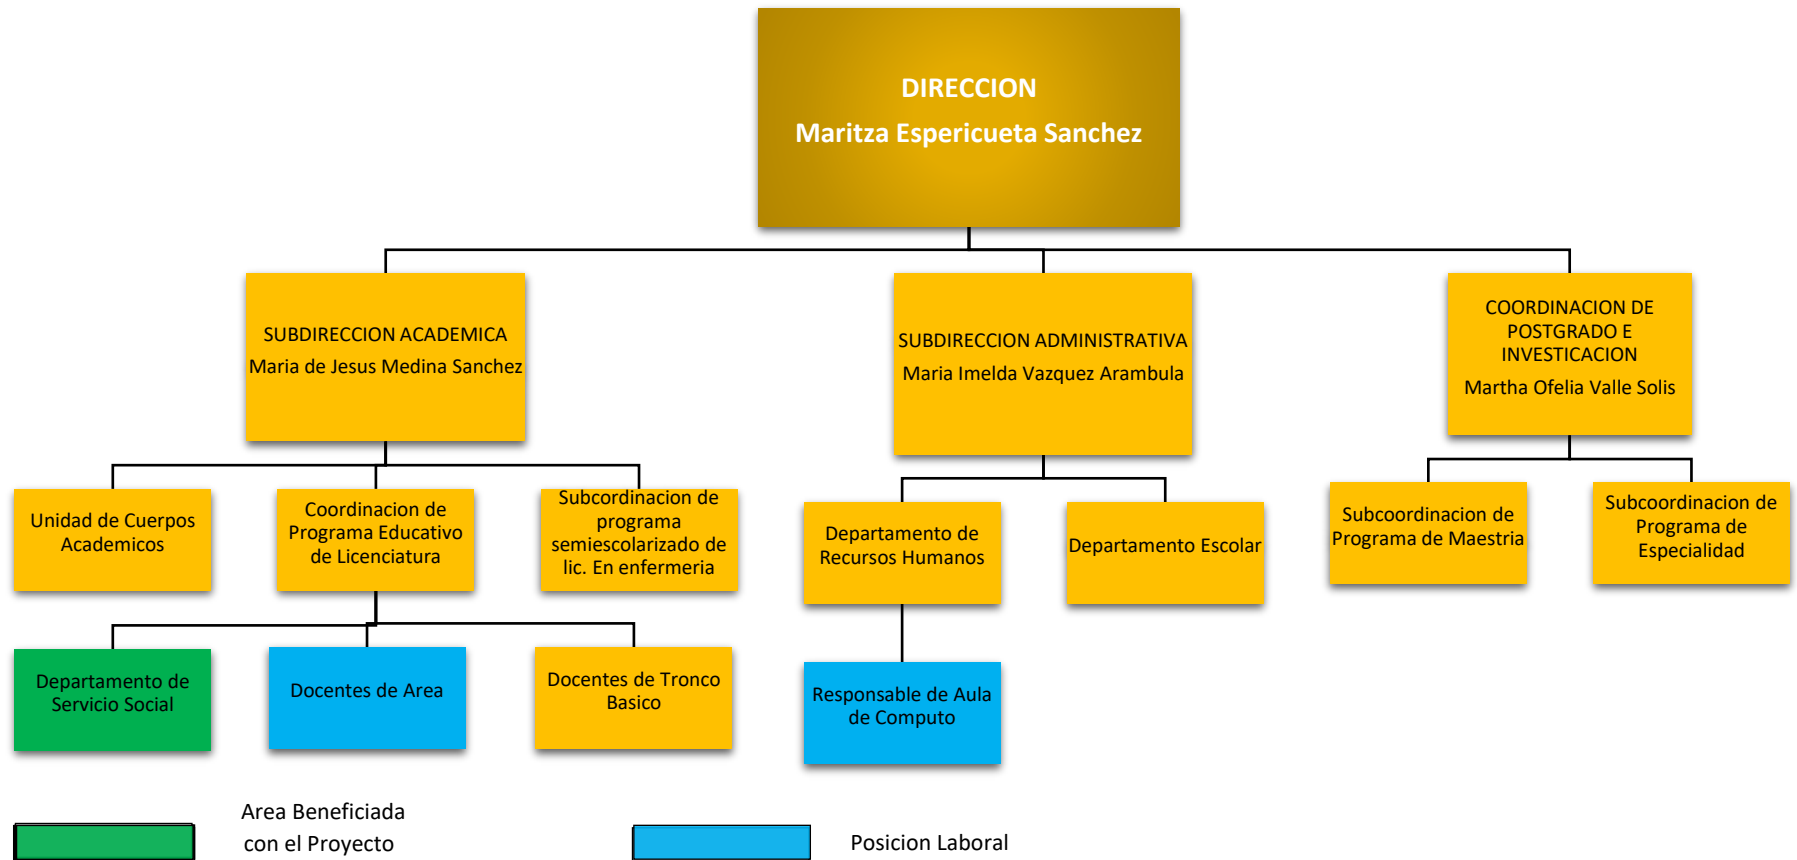 DIRECCION
Maritza Espericueta Sanchez
SUBDIRECCION ACADEMICA
Maria de Jesus Medina Sanchez
SUBDIRECCION ADMINISTRATIVA
Maria Imelda Vazquez Arambula
COORDINACION DE
POSTGRADO E
INVESTICACION
Martha Ofelia Valle Solis
Unidad de Cuerpos
Academicos
Coordinacion de
Programa Educativo
de Licenciatura
Subcordinacion de
programa
semiescolarizado de
lic. En enfermeria
Departamento de
Recursos Humanos
Departamento Escolar
Subcoordinacion de
Programa de Maestria
Subcoordinacion de
Programa de
Especialidad
Departamento de
Servicio Social
Docentes de Area
Docentes de Tronco
Basico
Responsable de Aula
de Computo
Area Beneficiada
con el Proyecto
Posicion Laboral